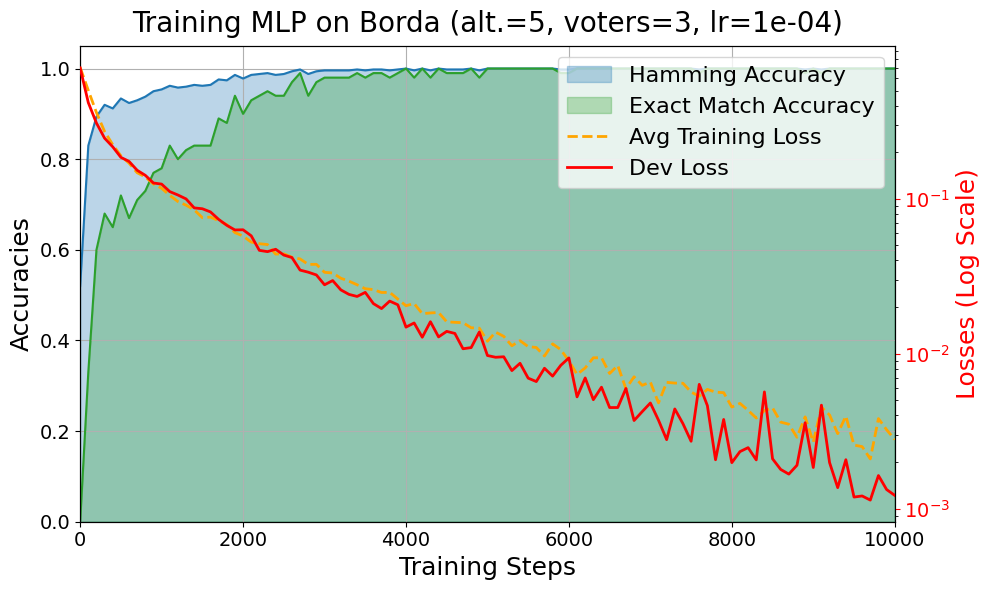 Training MLP on Borda (alt.=5, voters=3, lr=1e-04)
Hamming Accuracy
Exact Match Accuracy
Avg Training Loss
Dev Loss
Accuracies
1.0
0.8
0.6
0.4
0.2
0.0
0
2000
4000
6000
8000
10000
Training Steps
10⁻¹
10⁻²
10⁻³
Losses (Log Scale)